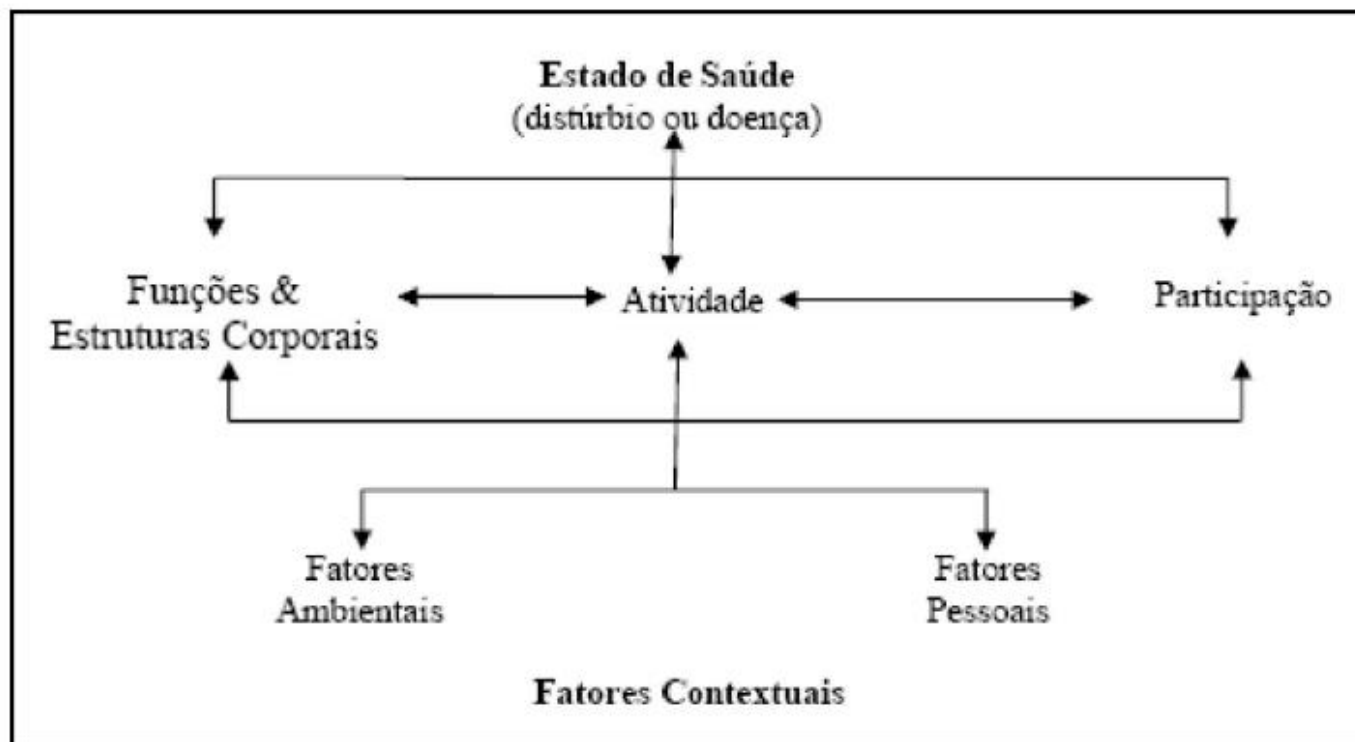 Estado de Saúde
(distúrbio ou doença)
Funções &
Estruturas Corporais
Atividade
Participação
Fatores
Ambientais
Fatores
Pessoais
Fatores Contextuais